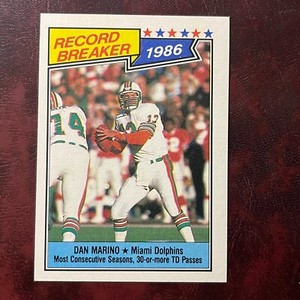 RECORD
BREAKER
1986
14
13
DAN MARINO ★ Miami Dolphins
Most Consecutive Seasons, 30-or-more TD Passes